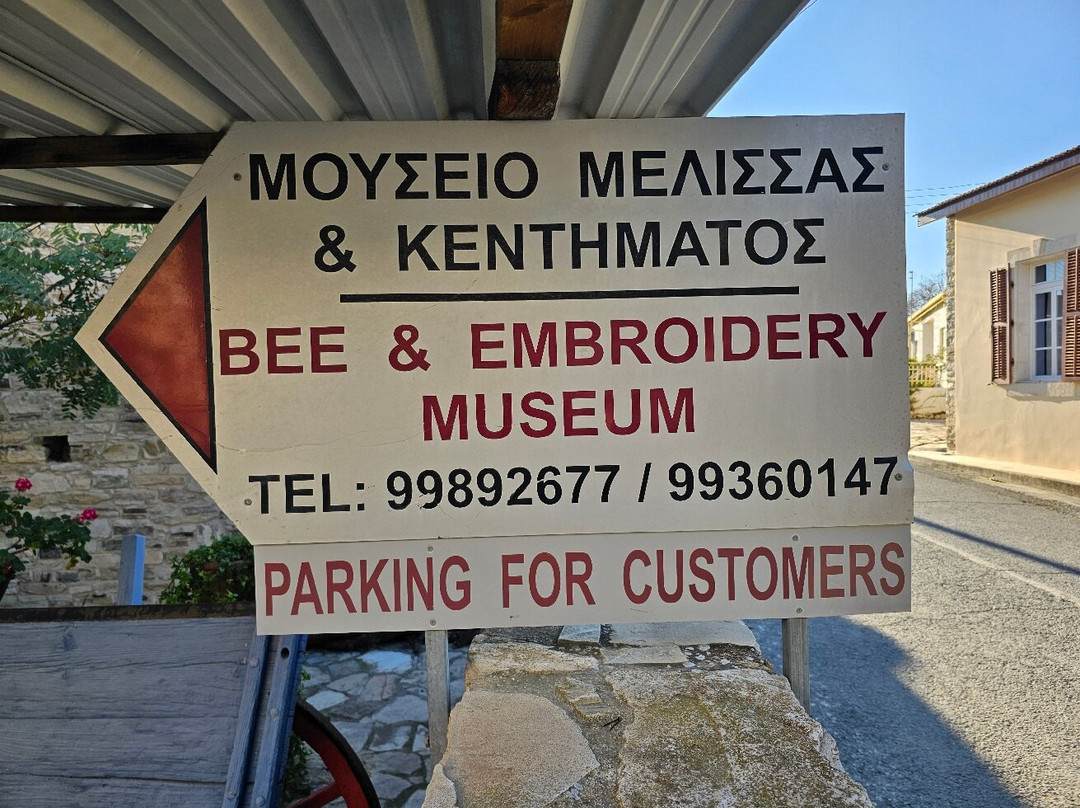 ΜΟΥΣΕΙΟ ΜΕΛΙΣΣΑΣ
& ΚΕΝΤΗΜΑΤΟΣ
BEE & EMBROIDERY
MUSEUM
TEL: 99892677 / 99360147
PARKING FOR CUSTOMERS